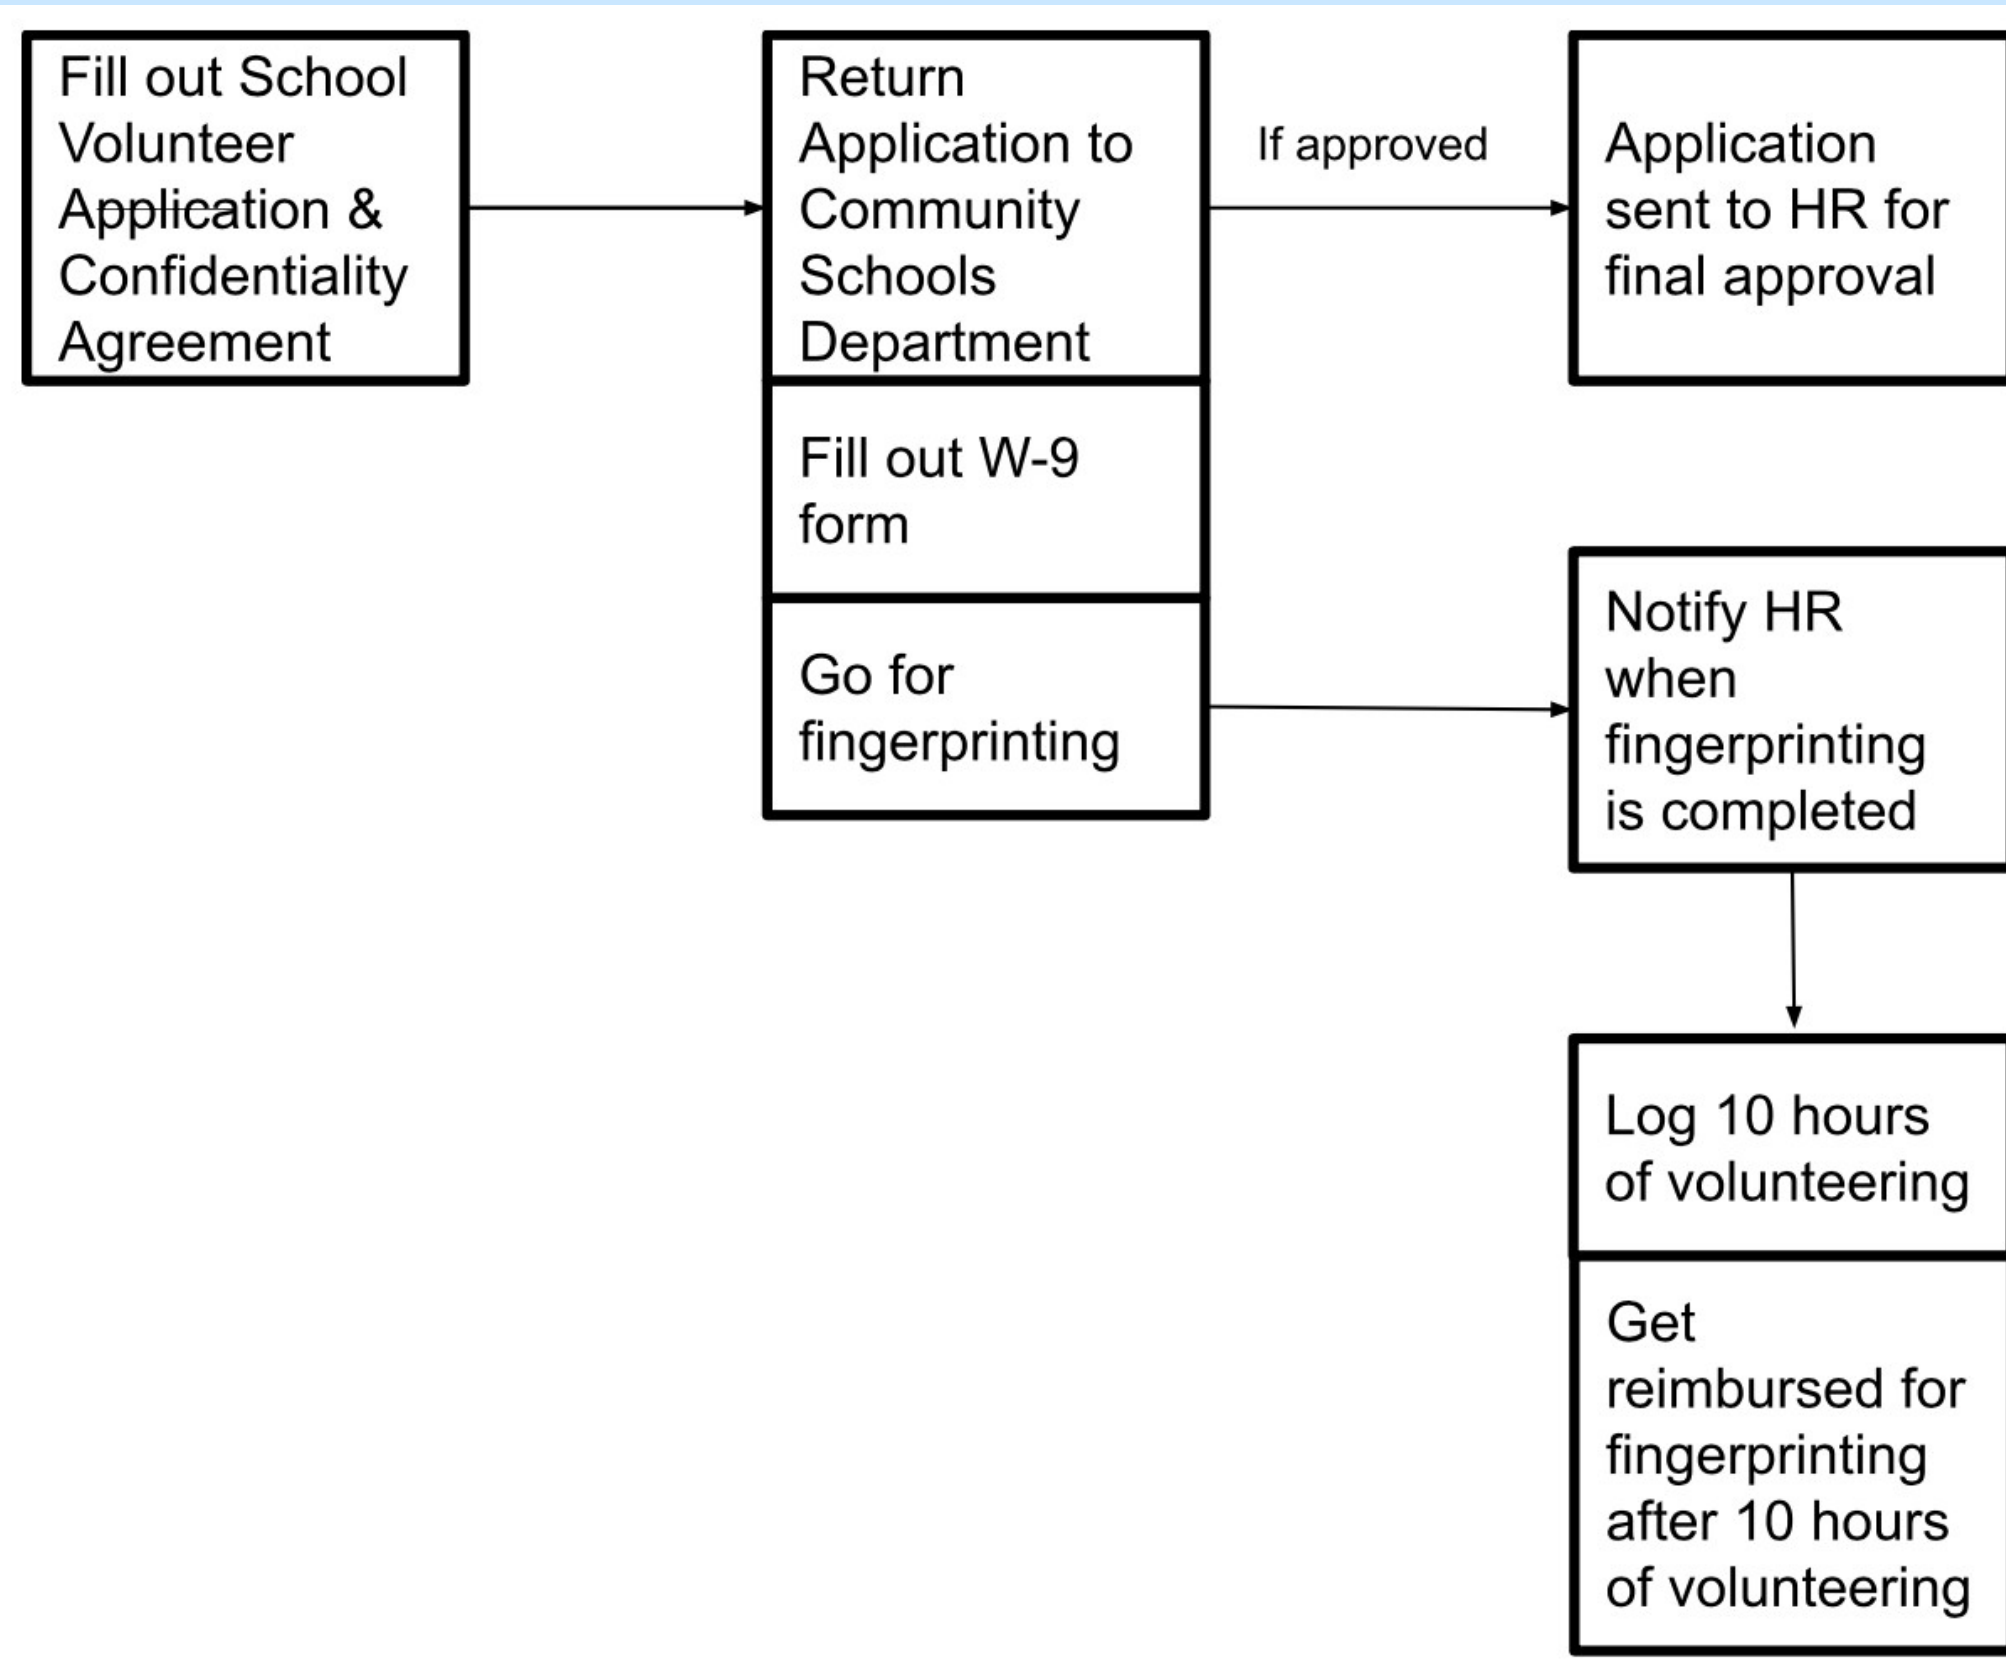 Fill out School
Volunteer
Application &
Confidentiality
Agreement
Return
Application to
Community
Schools
Department
If approved
Application
sent to HR for
final approval
Fill out W-9
form
Go for
fingerprinting
Notify HR
when
fingerprinting
is completed
Log 10 hours
of volunteering
Get
reimbursed for
fingerprinting
after 10 hours
of volunteering